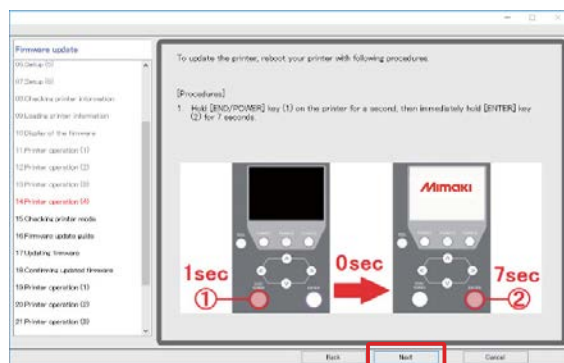 Firmware update
06.Setup (5)
07.Setup (6)
08.Checking printer information
09.Loading printer information
10.Display of the firmware
11.Printer operation (1)
12.Printer operation (2)
13.Printer operation (3)
14.Printer operation (4)
15.Checking printer mode
16.Firmware update guide
17.Updating firmware
18.Confirming updated firmware
19.Printer operation (1)
20.Printer operation (2)
21.Printer operation (3)
To update the printer, reboot your printer with following procedures.
[Procedures]
1. Hold [END/POWER] key (1) on the printer for a second, then immediately hold [ENTER] key
(2) for 7 seconds.
Mimaki
1sec
0sec
7sec
①
②
Back
Next
Cancel